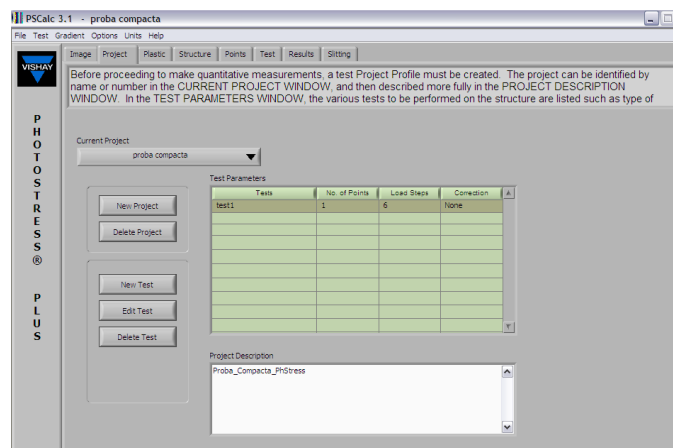 PSCalc 3.1 - proba compacta
File Test Gradient Options Units Help
VISHAY
PHOTOSTRESS® PLUS
Image Project Plastic Structure Points Test Results Slitting
Before proceeding to make quantitative measurements, a test Project Profile must be created. The project can be identified by
name or number in the CURRENT PROJECT WINDOW, and then described more fully in the PROJECT DESCRIPTION
WINDOW. In the TEST PARAMETERS WINDOW, the various tests to be performed on the structure are listed such as type of
Current Project
proba compacta
New Project
Delete Project
New Test
Edit Test
Delete Test
Test Parameters
Tests No. of Points Load Steps Correction
test1 1 6 None
Project Description
Proba_Compacta_PhStress